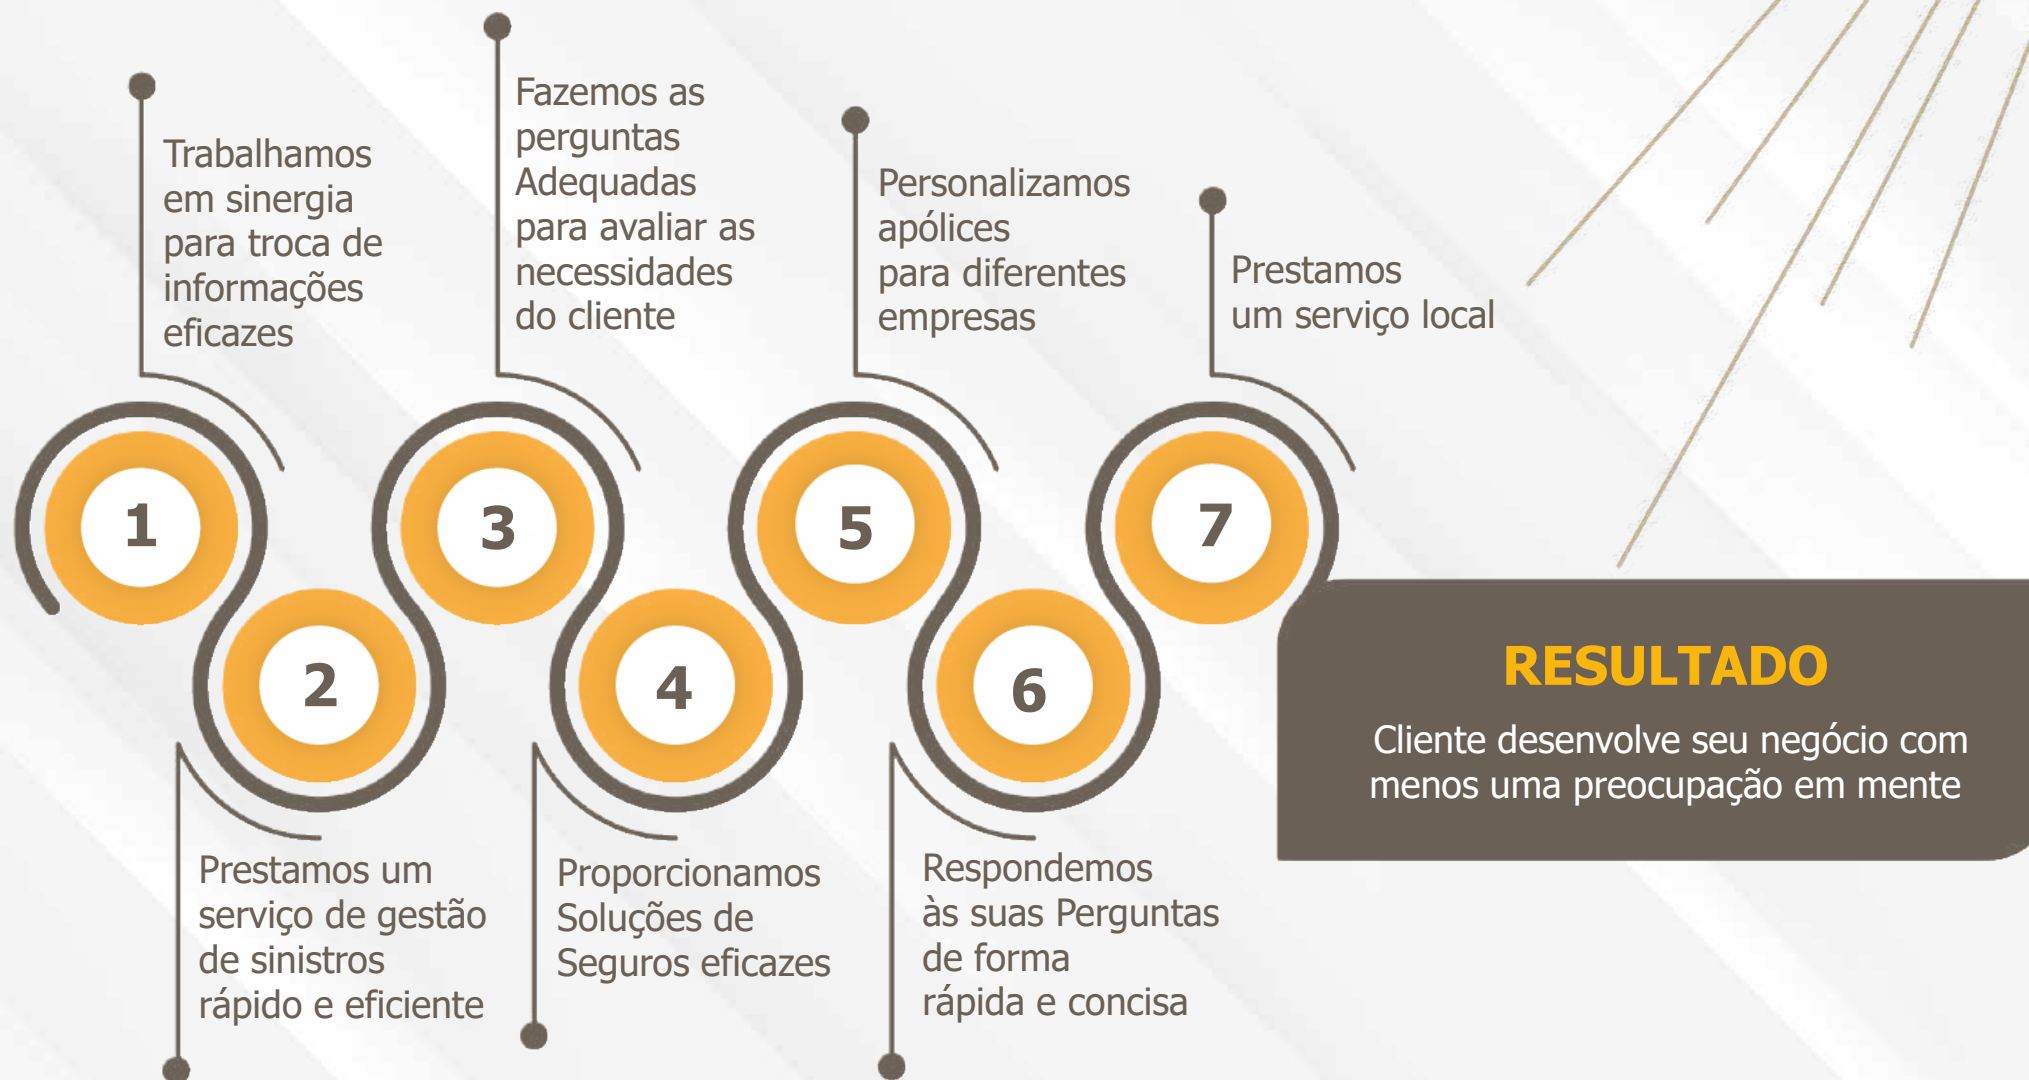 1
Trabalhamos
em sinergia
para troca de
informações
eficazes
2
Prestamos um
serviço de gestão
de sinistros
rápido e eficiente
3
Fazemos as
perguntas
Adequadas
para avaliar as
necessidades
do cliente
4
Proporcionamos
Soluções de
Seguros eficazes
5
Personalizamos
apólices
para diferentes
empresas
6
Respondemos
às suas Perguntas
de forma
rápida e concisa
7
Prestamos
um serviço local
RESULTADO
Cliente desenvolve seu negócio com
menos uma preocupação em mente